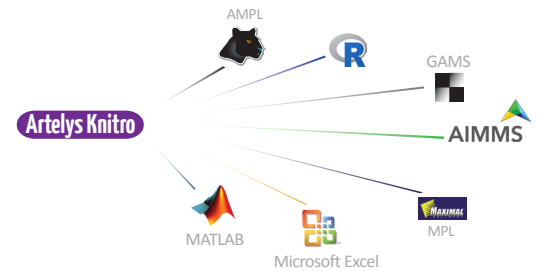 AMPL
R
GAMS
Artelys Knitro
AIMMS
MAXIMAL
MPL
MATLAB
Microsoft Excel